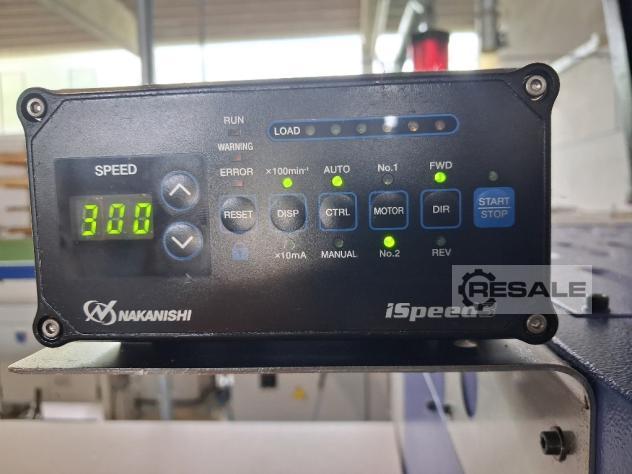 RUN
LOAD
WARNING
SPEED
ERROR
×100min⁻¹ AUTO No.1 FWD
300
RESET DISP CTRL MOTOR DIR START/STOP
×10mA MANUAL No.2 REV
NAKANISHI
iSpeed3
RESALE